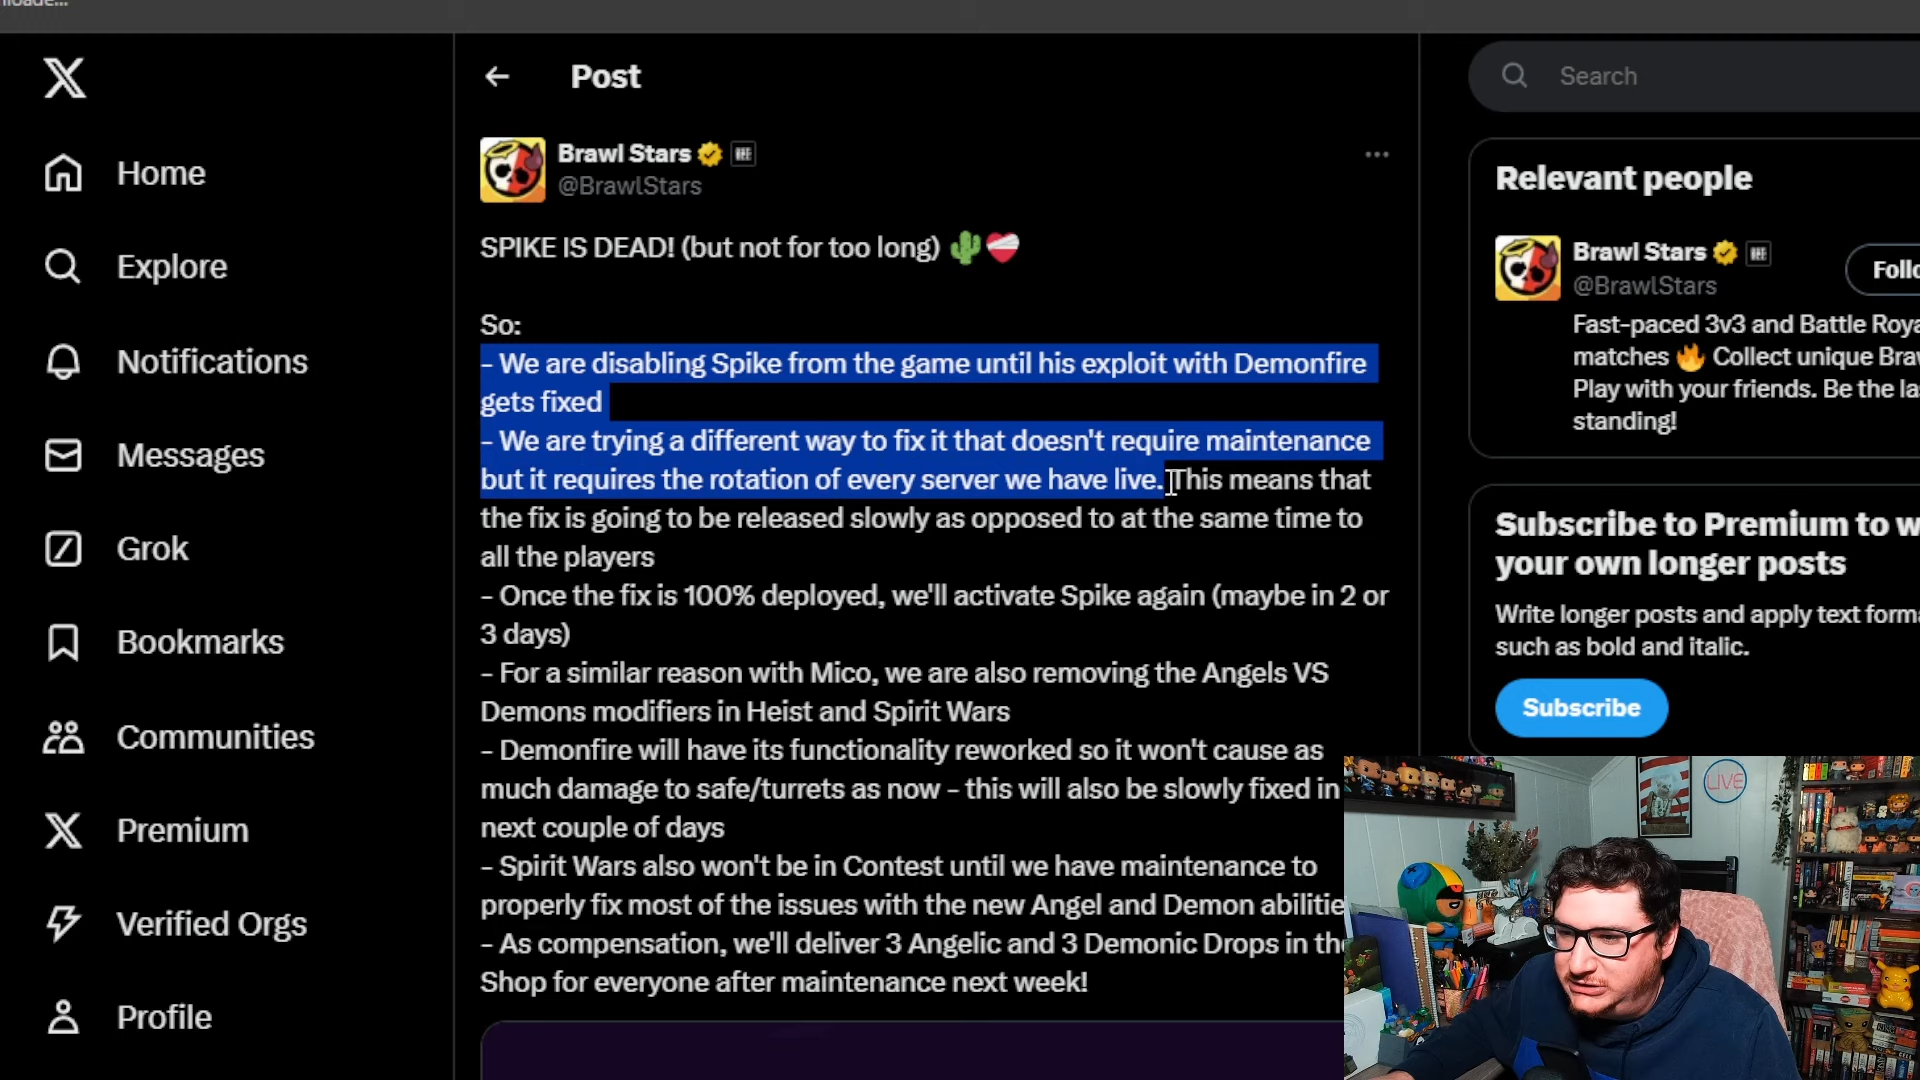 Post
Search
Home
Explore
Notifications
Messages
Grok
Bookmarks
Communities
Premium
Verified Orgs
Profile
Brawl Stars
@BrawlStars
SPIKE IS DEAD! (but not for too long) 🌵❤️‍🩹
So:
- We are disabling Spike from the game until his exploit with Demonfire
gets fixed
- We are trying a different way to fix it that doesn't require maintenance
but it requires the rotation of every server we have live. This means that
the fix is going to be released slowly as opposed to at the same time to
all the players
- Once the fix is 100% deployed, we'll activate Spike again (maybe in 2 or
3 days)
- For a similar reason with Mico, we are also removing the Angels VS
Demons modifiers in Heist and Spirit Wars
- Demonfire will have its functionality reworked so it won't cause as
much damage to safe/turrets as now - this will also be slowly fixed in
next couple of days
- Spirit Wars also won't be in Contest until we have maintenance to
properly fix most of the issues with the new Angel and Demon abilitie
- As compensation, we'll deliver 3 Angelic and 3 Demonic Drops in the
Shop for everyone after maintenance next week!
Relevant people
Brawl Stars
@BrawlStars
Follo
Fast-paced 3v3 and Battle Roya
matches 🔥 Collect unique Braw
Play with your friends. Be the las
standing!
Subscribe to Premium to w
your own longer posts
Write longer posts and apply text forma
such as bold and italic.
Subscribe
LIVE